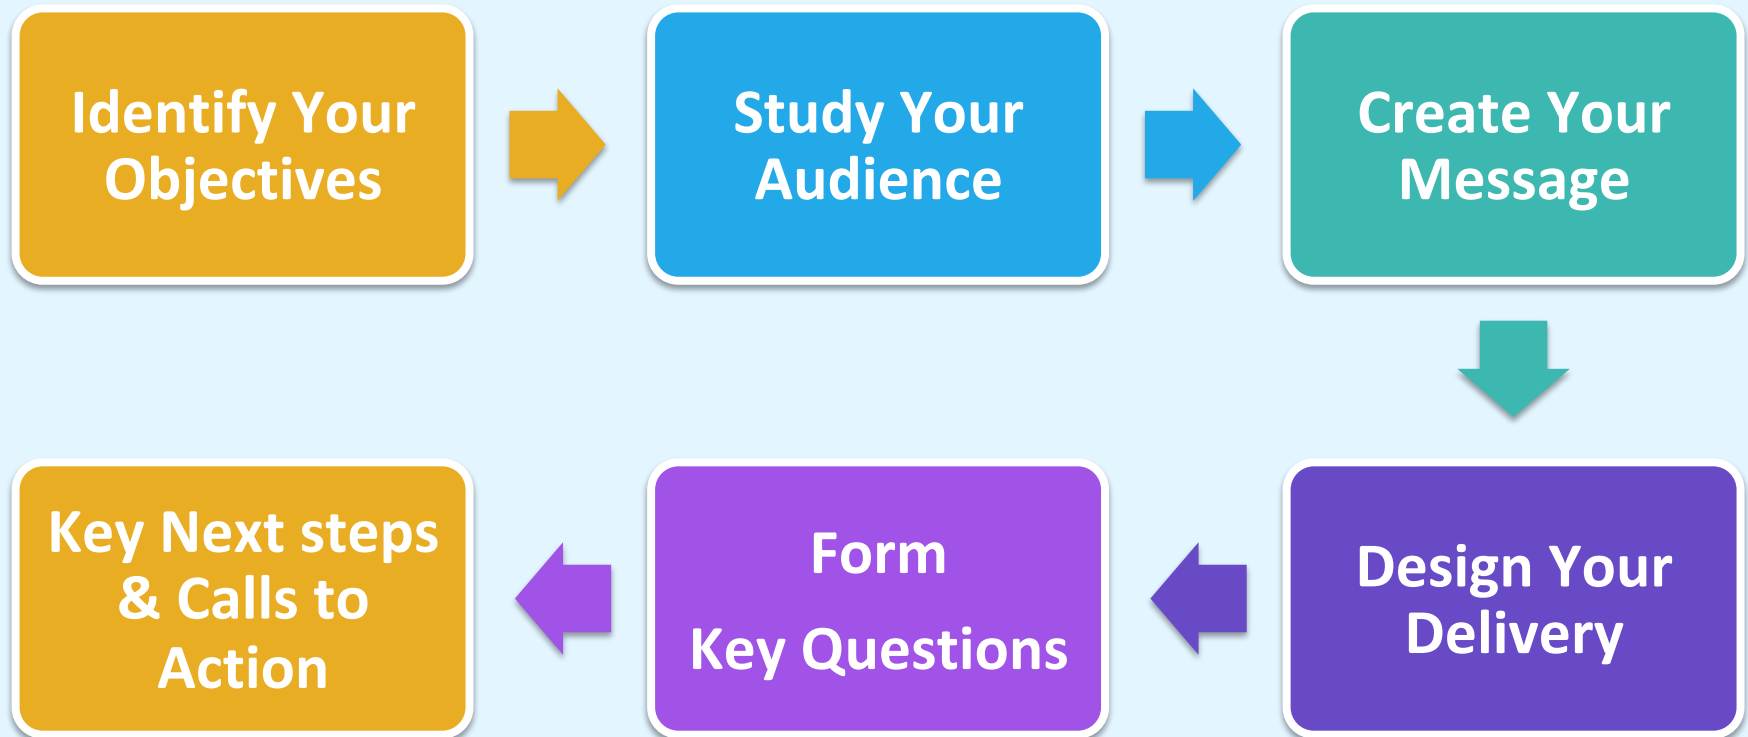 Identify Your
Objectives
Study Your
Audience
Create Your
Message
Design Your
Delivery
Form
Key Questions
Key Next steps
& Calls to
Action